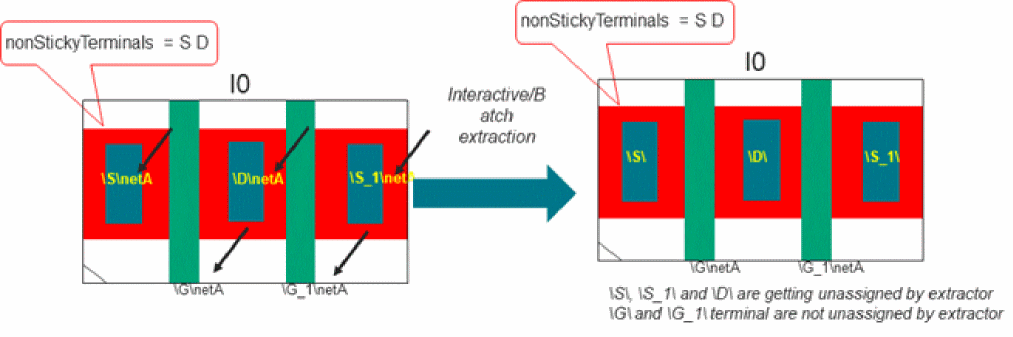 nonStickyTerminals = S D
I0
\S\netA
\D\netA
\S_1\netA
\G\netA
\G_1\netA
Interactive/B
atch
extraction
nonStickyTerminals = S D
I0
\S\
\D\
\S_1\
\G\netA
\G_1\netA
\S\, \S_1\ and \D\ are getting unassigned by extractor
\G\ and \G_1\ terminal are not unassigned by extractor